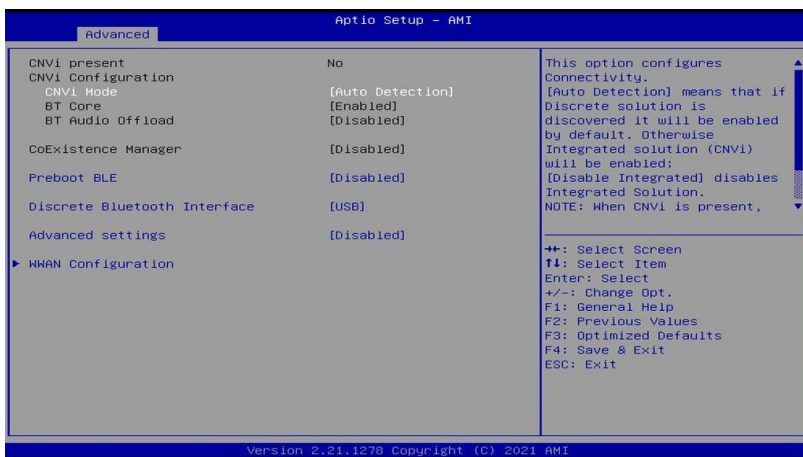 Aptio Setup - AMI
Advanced
CNVi present No
CNVi Configuration
CNVi Mode [Auto Detection]
BT Core [Enabled]
BT Audio Offload [Disabled]
CoExistence Manager [Disabled]
Preboot BLE [Disabled]
Discrete Bluetooth Interface [USB]
Advanced settings [Disabled]
▶ WWAN Configuration
This option configures
Connectivity.
[Auto Detection] means that if
Discrete solution is
discovered it will be enabled
by default. Otherwise
Integrated solution (CNVi)
will be enabled;
[Disable Integrated] disables
Integrated Solution.
NOTE: When CNVi is present,
→←: Select Screen
↑↓: Select Item
Enter: Select
+/-: Change Opt.
F1: General Help
F2: Previous Values
F3: Optimized Defaults
F4: Save & Exit
ESC: Exit
Version 2.21.1278 Copyright (C) 2021 AMI